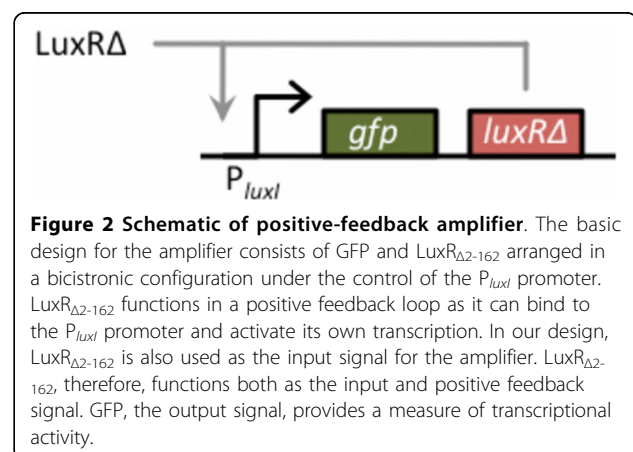 LuxRΔ
gfp
luxRΔ
PluxI
Figure 2 Schematic of positive-feedback amplifier. The basic
design for the amplifier consists of GFP and LuxRΔ2-162 arranged in
a bicistronic configuration under the control of the PluxI promoter.
LuxRΔ2-162 functions in a positive feedback loop as it can bind to
the PluxI promoter and activate its own transcription. In our design,
LuxRΔ2-162 is also used as the input signal for the amplifier. LuxRΔ2-
162, therefore, functions both as the input and positive feedback
signal. GFP, the output signal, provides a measure of transcriptional
activity.